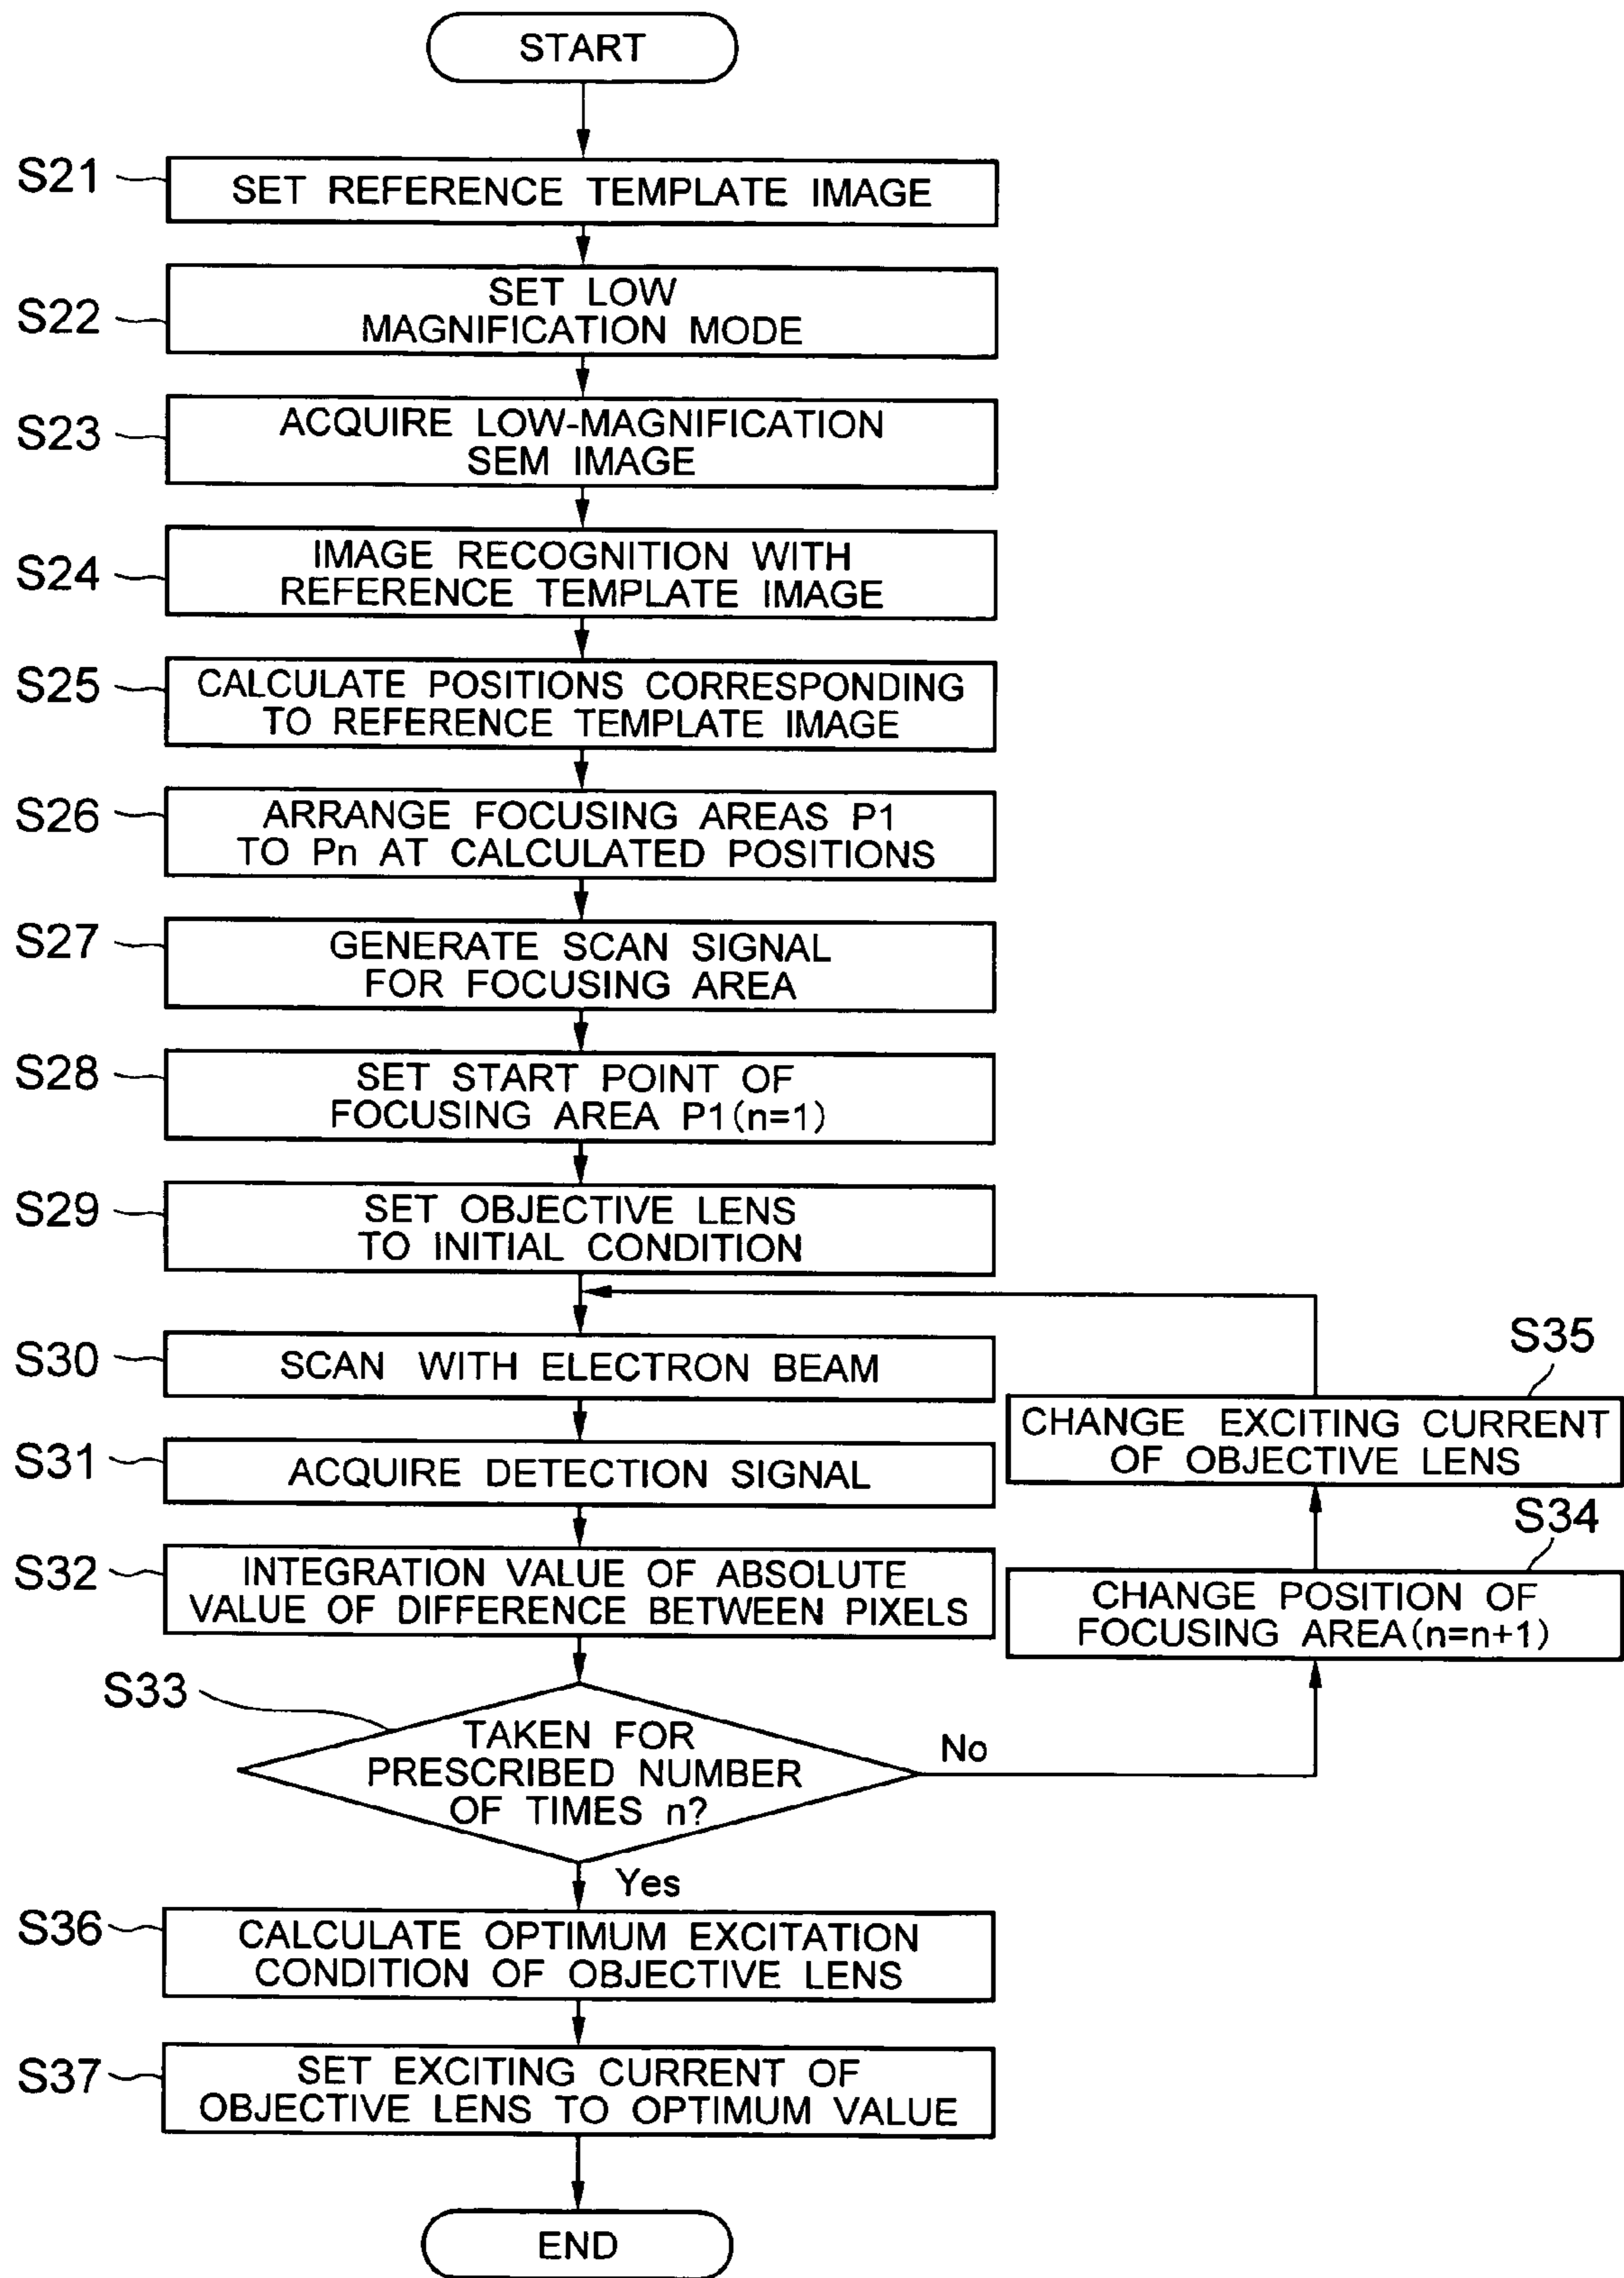 START
S21
SET REFERENCE TEMPLATE IMAGE
S22
SET LOW
MAGNIFICATION MODE
S23
ACQUIRE LOW-MAGNIFICATION
SEM IMAGE
S24
IMAGE RECOGNITION WITH
REFERENCE TEMPLATE IMAGE
S25
CALCULATE POSITIONS CORRESPONDING
TO REFERENCE TEMPLATE IMAGE
S26
ARRANGE FOCUSING AREAS P1
TO Pn AT CALCULATED POSITIONS
S27
GENERATE SCAN SIGNAL
FOR FOCUSING AREA
S28
SET START POINT OF
FOCUSING AREA P1(n=1)
S29
SET OBJECTIVE LENS
TO INITIAL CONDITION
S30
SCAN WITH ELECTRON BEAM
S31
ACQUIRE DETECTION SIGNAL
S32
INTEGRATION VALUE OF ABSOLUTE
VALUE OF DIFFERENCE BETWEEN PIXELS
S33
TAKEN FOR
PRESCRIBED NUMBER
OF TIMES n?
No
S34
CHANGE POSITION OF
FOCUSING AREA(n=n+1)
S35
CHANGE EXCITING CURRENT
OF OBJECTIVE LENS
Yes
S36
CALCULATE OPTIMUM EXCITATION
CONDITION OF OBJECTIVE LENS
S37
SET EXCITING CURRENT OF
OBJECTIVE LENS TO OPTIMUM VALUE
END